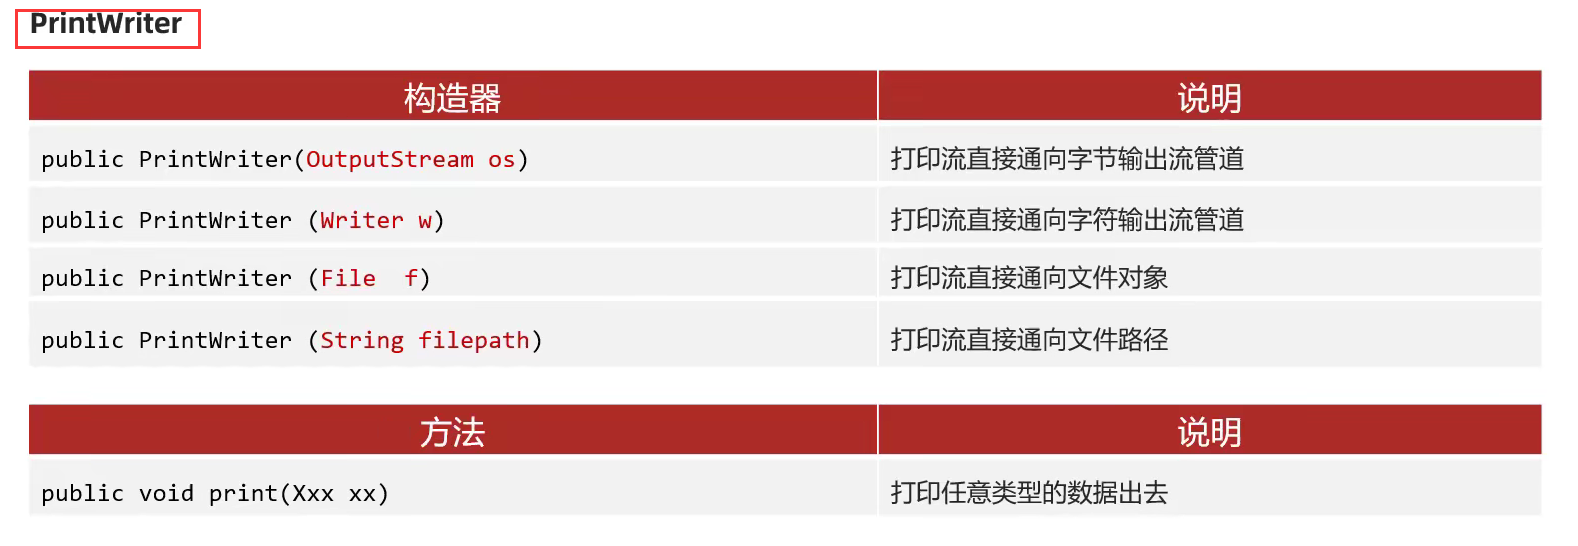 PrintWriter
构造器 说明
public PrintWriter(OutputStream os) 打印流直接通向字节输出流管道
public PrintWriter (Writer w) 打印流直接通向字符输出流管道
public PrintWriter (File  f) 打印流直接通向文件对象
public PrintWriter (String filepath) 打印流直接通向文件路径
方法 说明
public void print(Xxx xx) 打印任意类型的数据出去